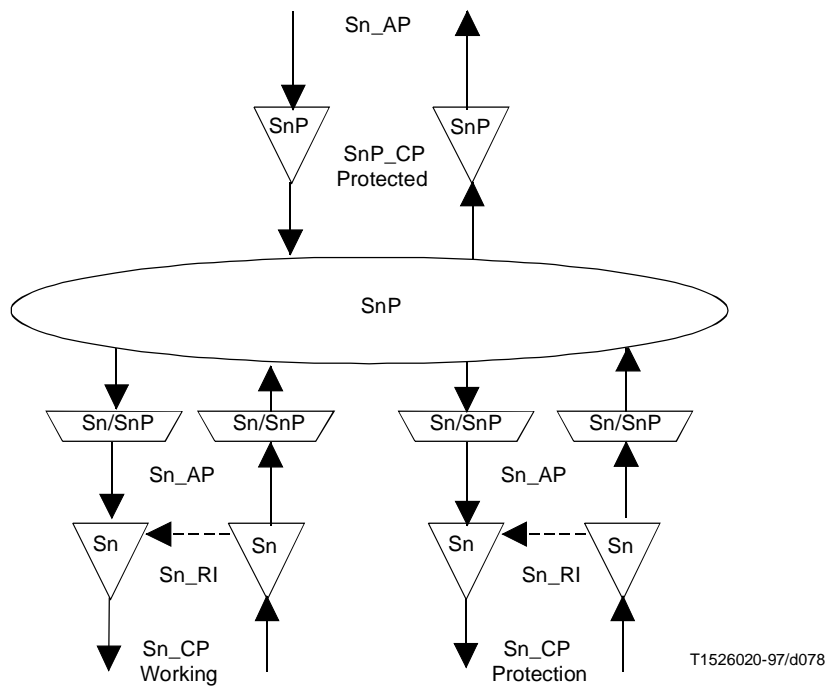 Sn_AP
SnP SnP
SnP_CP
Protected
SnP
Sn/SnP Sn/SnP Sn/SnP Sn/SnP
Sn_AP Sn_AP
Sn Sn Sn Sn
Sn_RI Sn_RI
Sn_CP Sn_CP
Working Protection
T1526020-97/d078